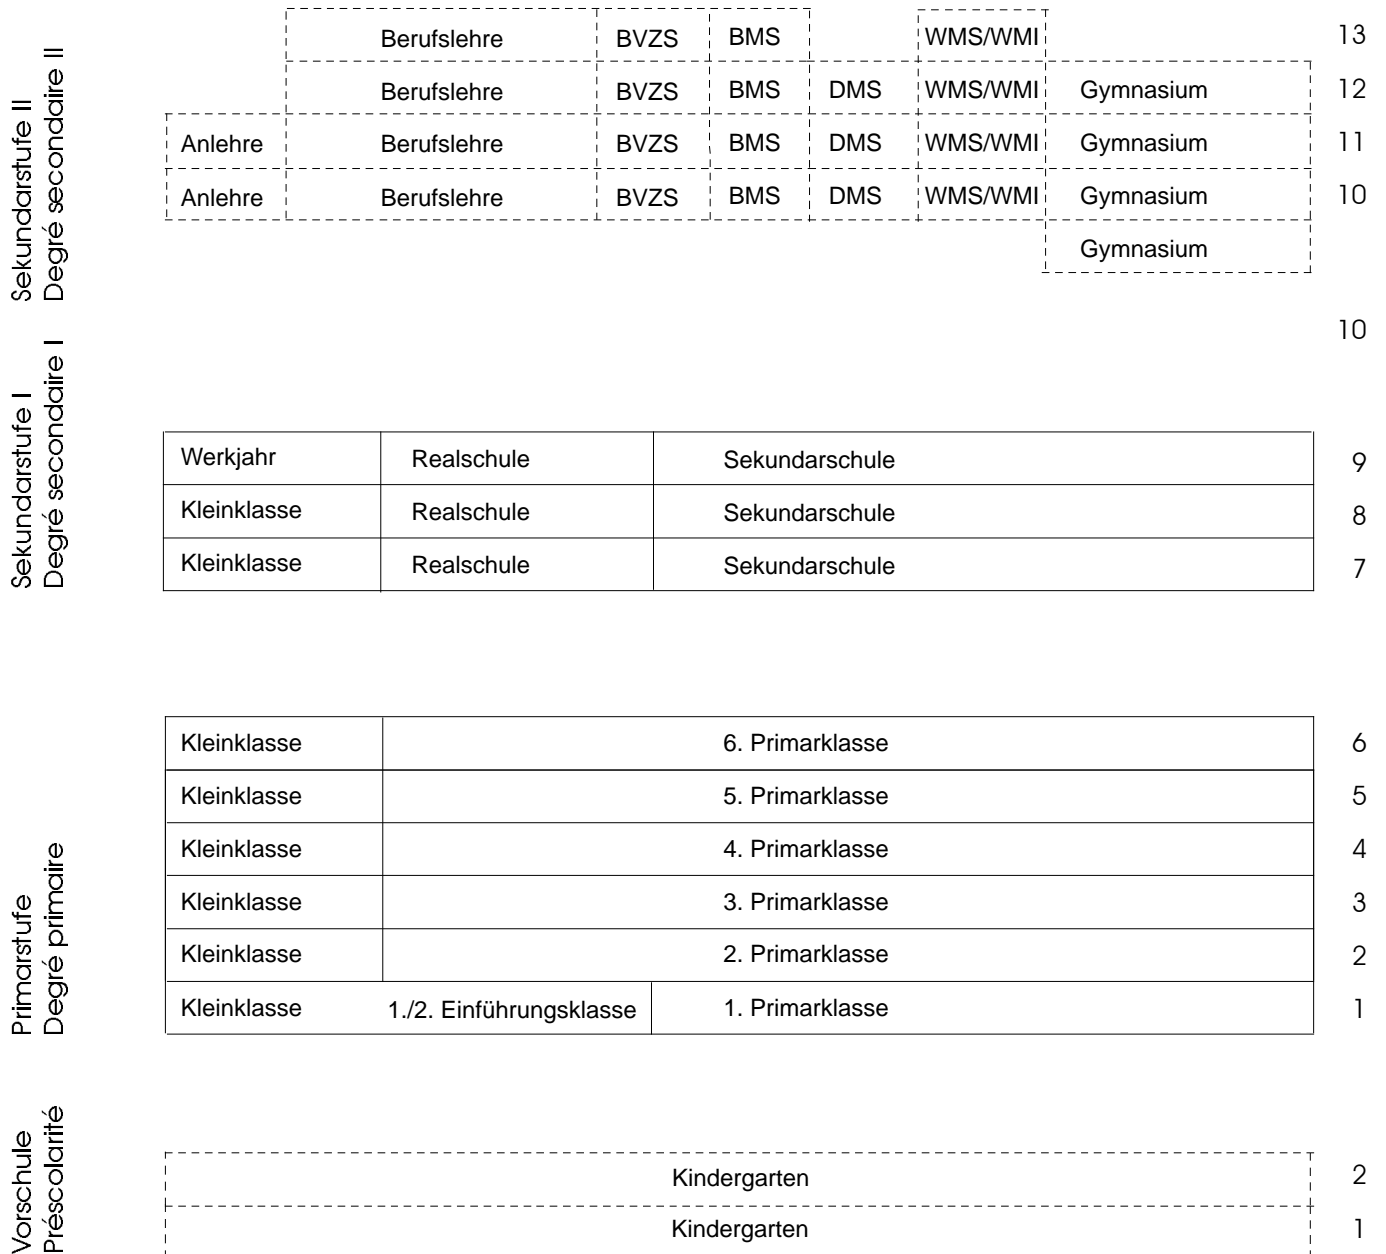 Berufslehre BVZS BMS WMS/WMI 13
Berufslehre BVZS BMS DMS WMS/WMI Gymnasium 12
Anlehre Berufslehre BVZS BMS DMS WMS/WMI Gymnasium 11
Anlehre Berufslehre BVZS BMS DMS WMS/WMI Gymnasium 10
Gymnasium
Sekundarstufe II
Degré secondaire II
10
Werkjahr Realschule Sekundarschule 9
Kleinklasse Realschule Sekundarschule 8
Kleinklasse Realschule Sekundarschule 7
Sekundarstufe I
Degré secondaire I
Kleinklasse 6. Primarklasse 6
Kleinklasse 5. Primarklasse 5
Kleinklasse 4. Primarklasse 4
Kleinklasse 3. Primarklasse 3
Kleinklasse 2. Primarklasse 2
Kleinklasse 1./2. Einführungsklasse 1. Primarklasse 1
Primarstufe
Degré primaire
Kindergarten 2
Kindergarten 1
Vorschule
Préscolarité